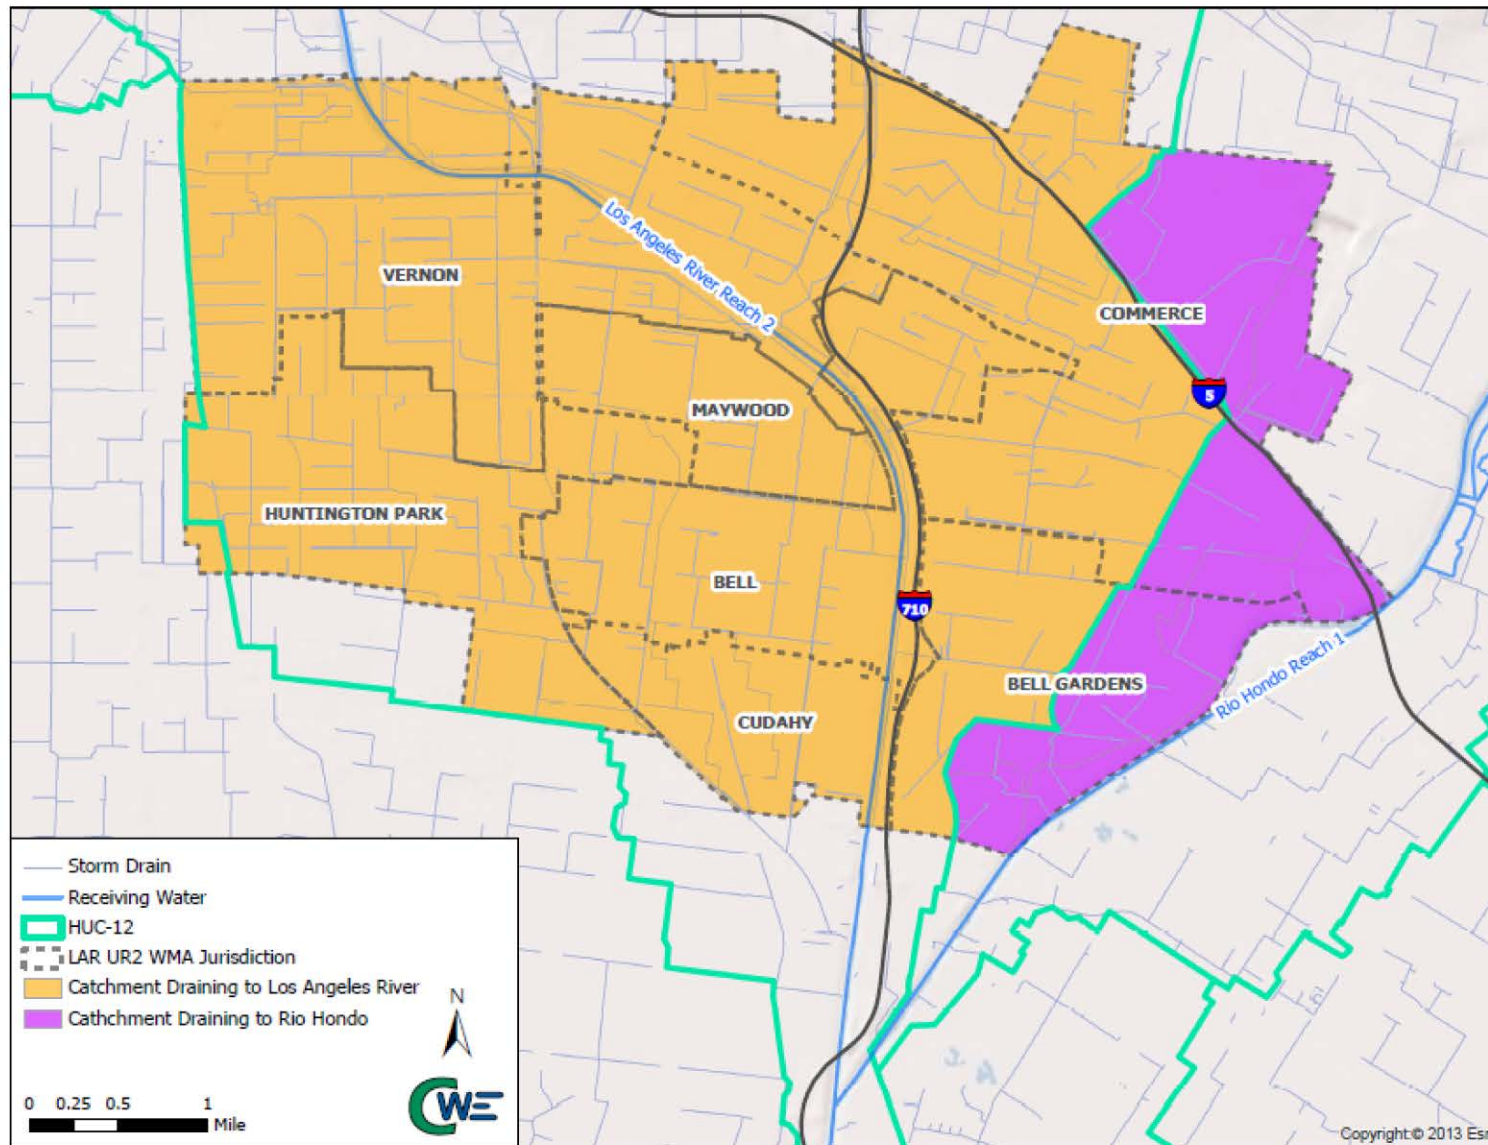 Los Angeles River Reach 2
VERNON
COMMERCE
5
MAYWOOD
HUNTINGTON PARK
BELL
710
Rio Hondo Reach 1
BELL GARDENS
CUDAHY
Storm Drain
Receiving Water
HUC-12
LAR UR2 WMA Jurisdiction
Catchment Draining to Los Angeles River
Cathchment Draining to Rio Hondo
N
0 0.25 0.5 1
Mile
CWE
Copyright:© 2013 Esr